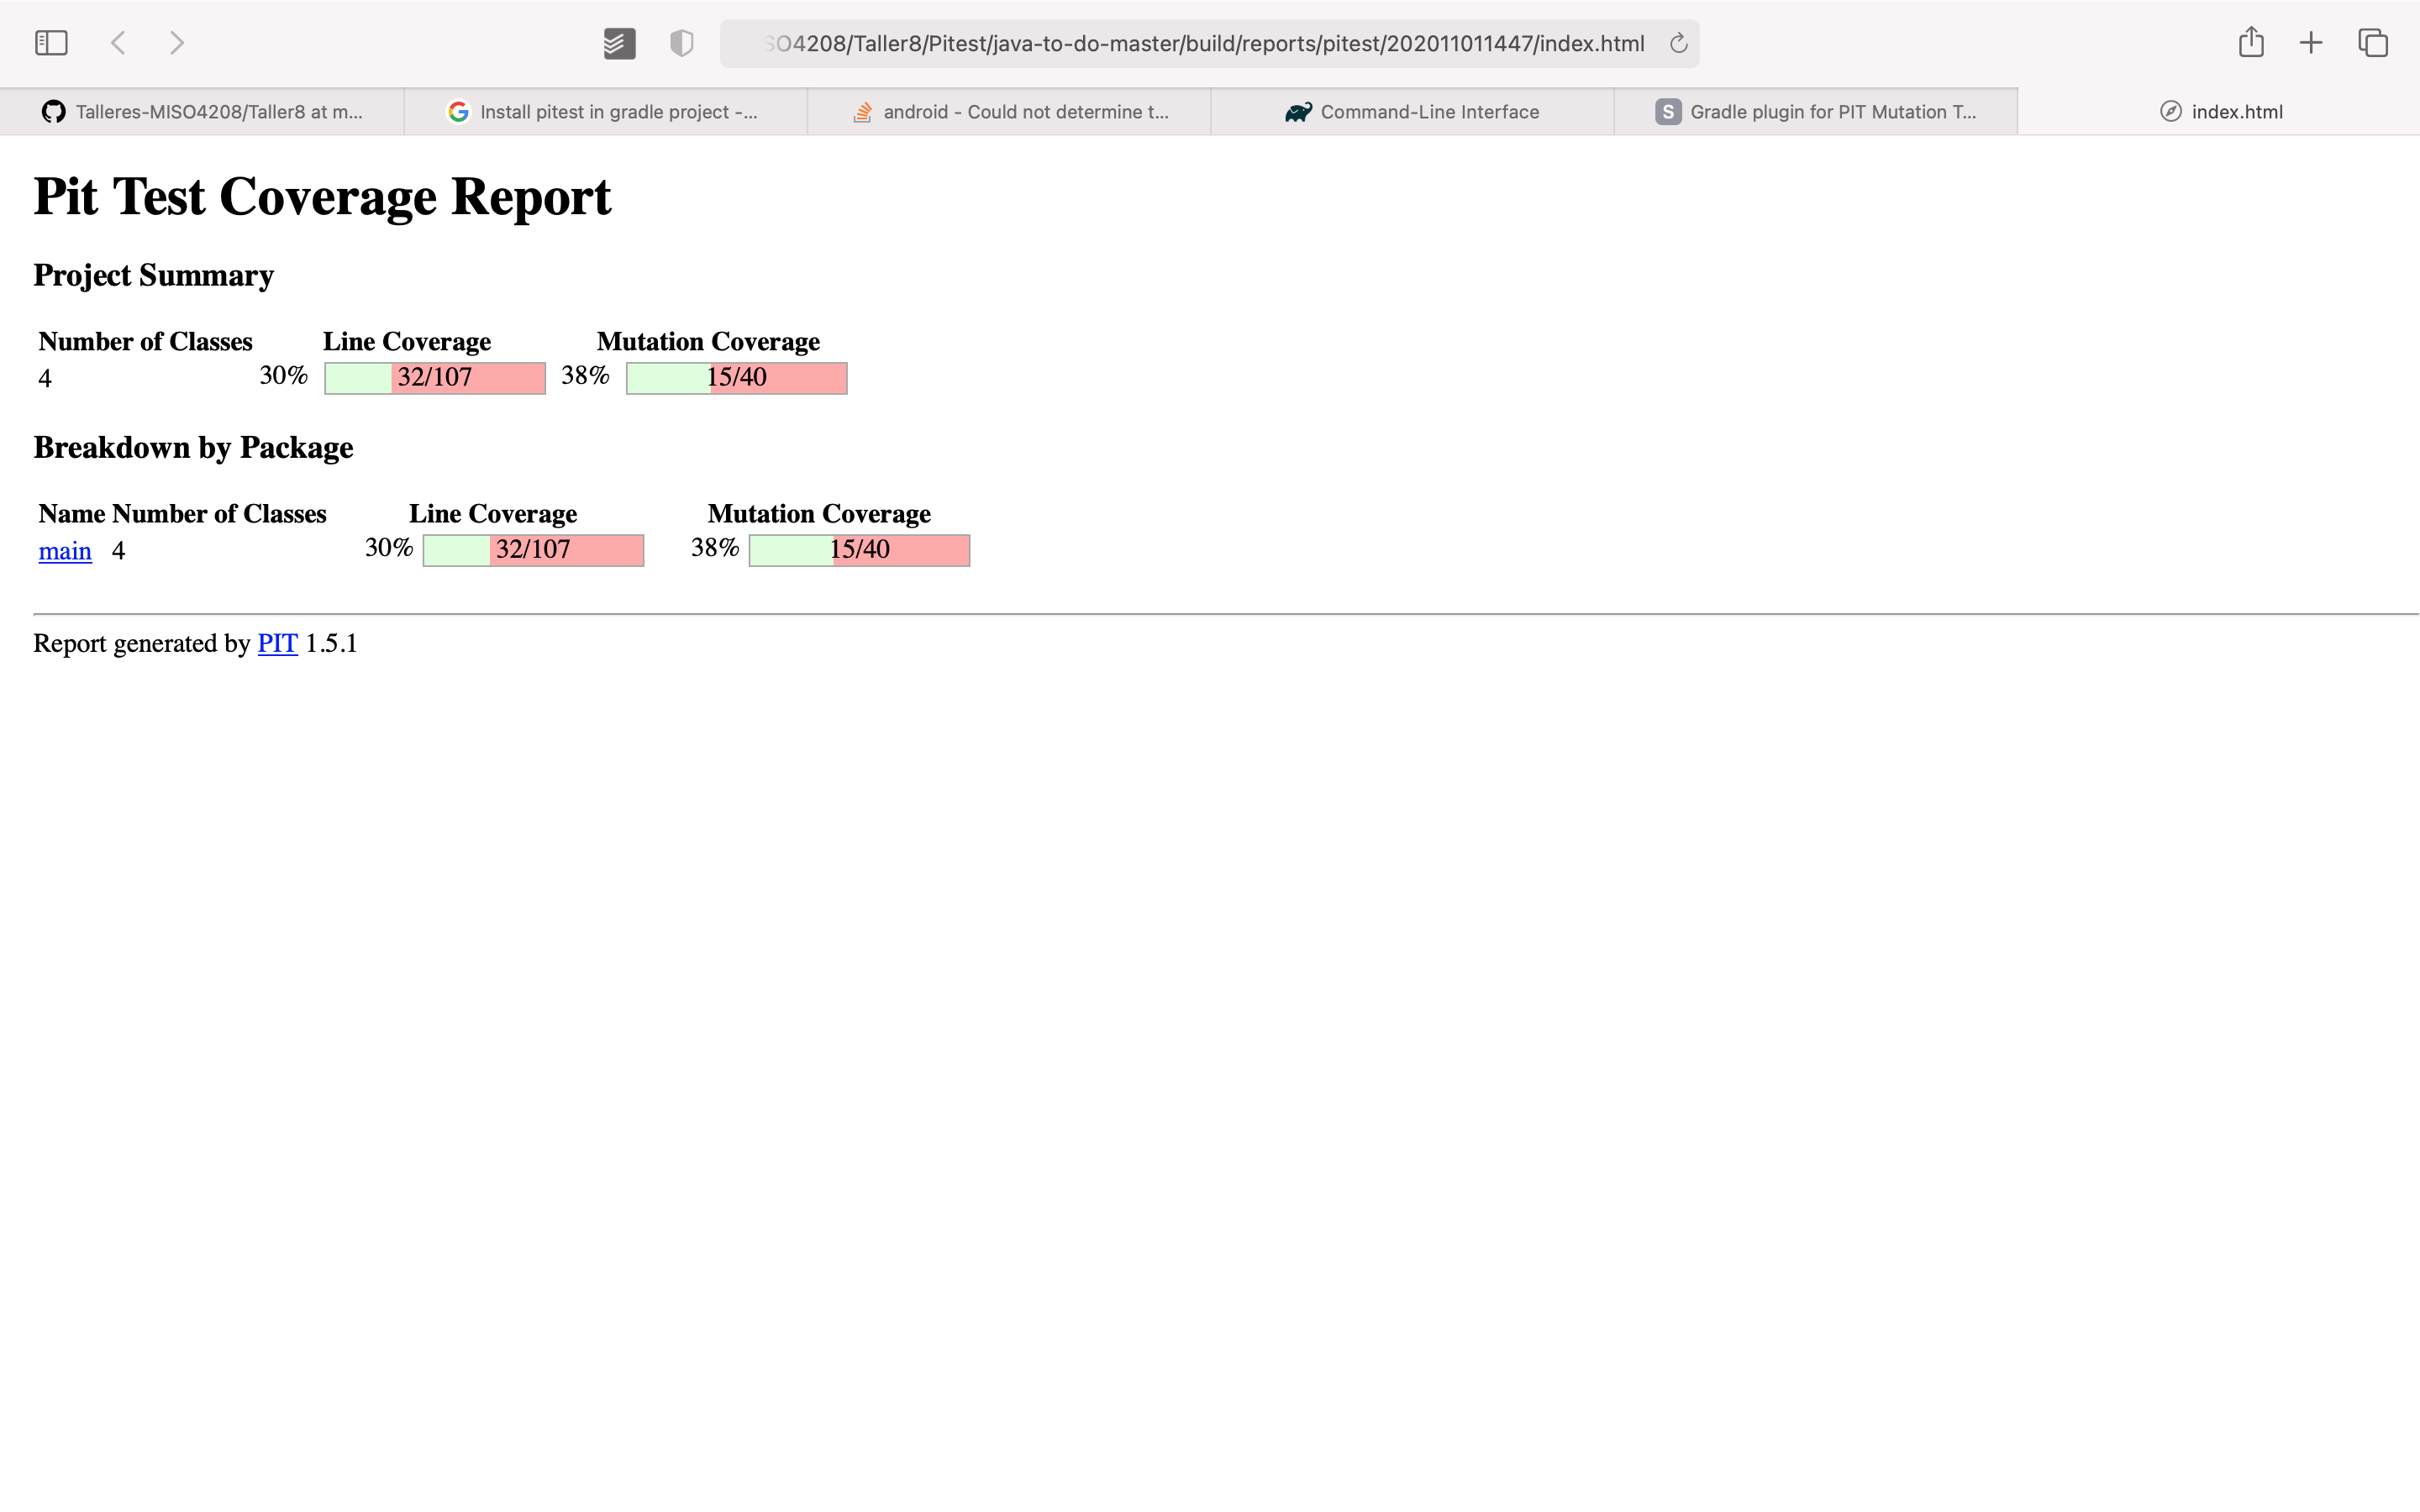 SO4208/Taller8/Pitest/java-to-do-master/build/reports/pitest/202011011447/index.html
Talleres-MISO4208/Taller8 at m... Install pitest in gradle project -... android - Could not determine t... Command-Line Interface S Gradle plugin for PIT Mutation T... index.html
Pit Test Coverage Report
Project Summary
Number of Classes Line Coverage Mutation Coverage
4 30% 32/107 38% 15/40
Breakdown by Package
Name Number of Classes Line Coverage Mutation Coverage
main 4 30% 32/107 38% 15/40
Report generated by PIT 1.5.1